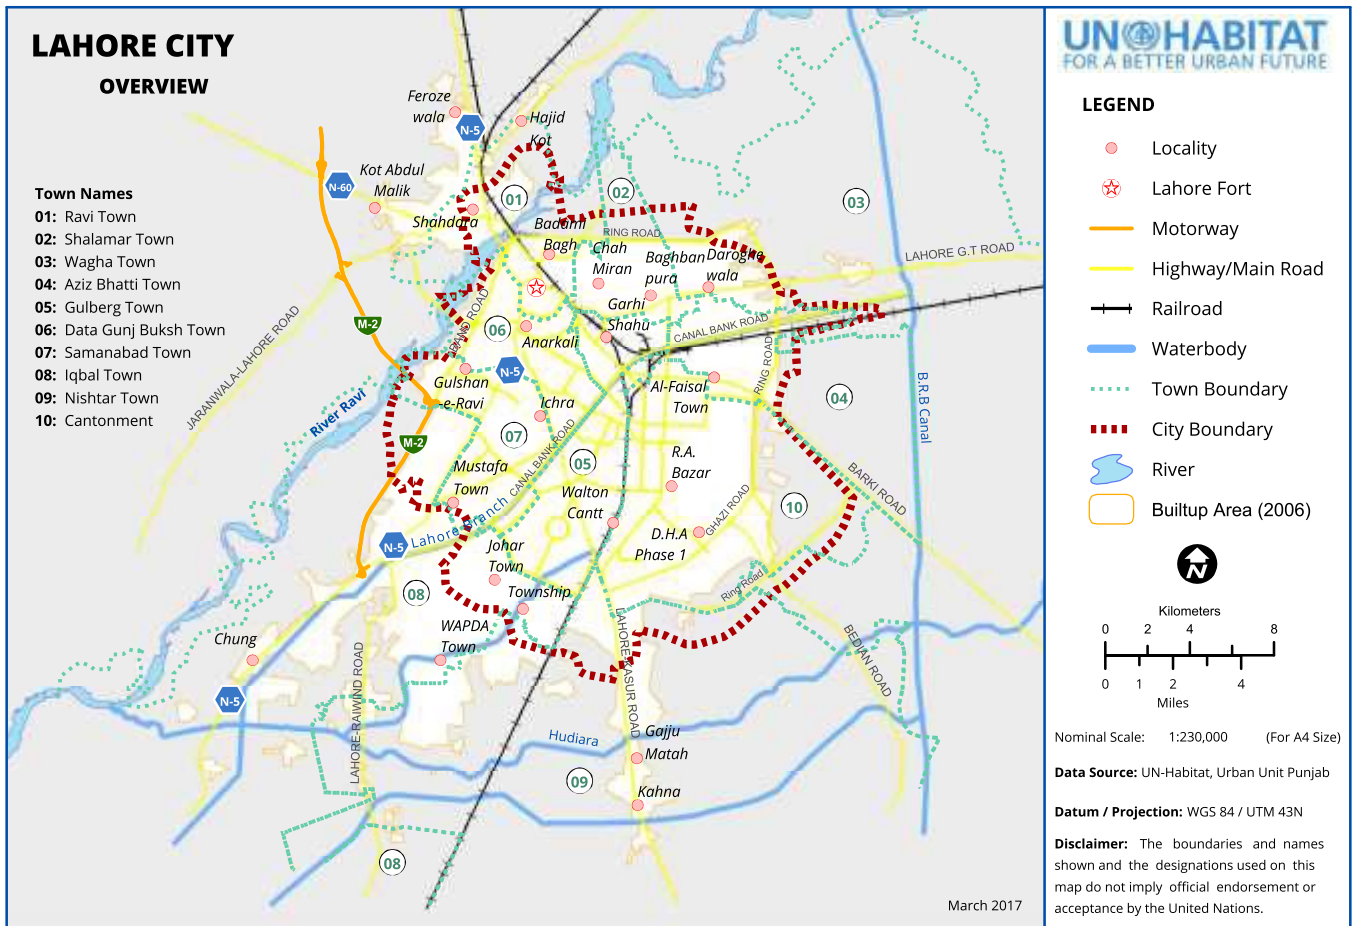 LAHORE CITY
OVERVIEW
Town Names
01: Ravi Town
02: Shalamar Town
03: Wagha Town
04: Aziz Bhatti Town
05: Gulberg Town
06: Data Gunj Buksh Town
07: Samanabad Town
08: Iqbal Town
09: Nishtar Town
10: Cantonment
Feroze
wala
N-5
Hajid
Kot
N-60
Kot Abdul
Malik
Shahdara
01
02
03
Badami
Bagh
RING ROAD
Chah
Miran
Baghban
pura
Daroghe
wala
LAHORE G.T ROAD
Garhi
Shahu
06
Anarkali
CANAL BANK ROAD
M-2
JARANWALA-LAHORE ROAD
River Ravi
Gulshan
-e-Ravi
N-5
Ichra
Al-Faisal
Town
RING ROAD
04
B.R.B Canal
M-2
07
CANAL BANK ROAD
05
R.A.
Bazar
Mustafa
Town
Walton
Cantt
BARKI ROAD
10
GHAZI ROAD
D.H.A
Phase 1
N-5
Lahore Branch
Johar
Town
08
Township
Ring Road
WAPDA
Town
Chung
N-5
LAHORE-RAIWIND ROAD
LAHORE-KASUR ROAD
BEDIAN ROAD
Hudiara
Gajju
Matah
09
Kahna
08
March 2017
UN HABITAT
FOR A BETTER URBAN FUTURE
LEGEND
Locality
Lahore Fort
Motorway
Highway/Main Road
Railroad
Waterbody
Town Boundary
City Boundary
River
Builtup Area (2006)
N
Kilometers
0 2 4 8
0 1 2 4
Miles
Nominal Scale: 1:230,000 (For A4 Size)
Data Source: UN-Habitat, Urban Unit Punjab
Datum / Projection: WGS 84 / UTM 43N
Disclaimer: The boundaries and names
shown and the designations used on this
map do not imply official endorsement or
acceptance by the United Nations.